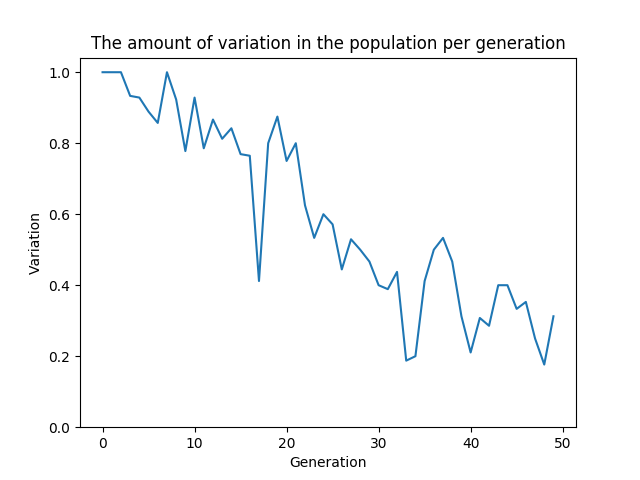 The amount of variation in the population per generation
1.0
0.8
0.6
0.4
0.2
0.0
Variation
0 10 20 30 40 50
Generation